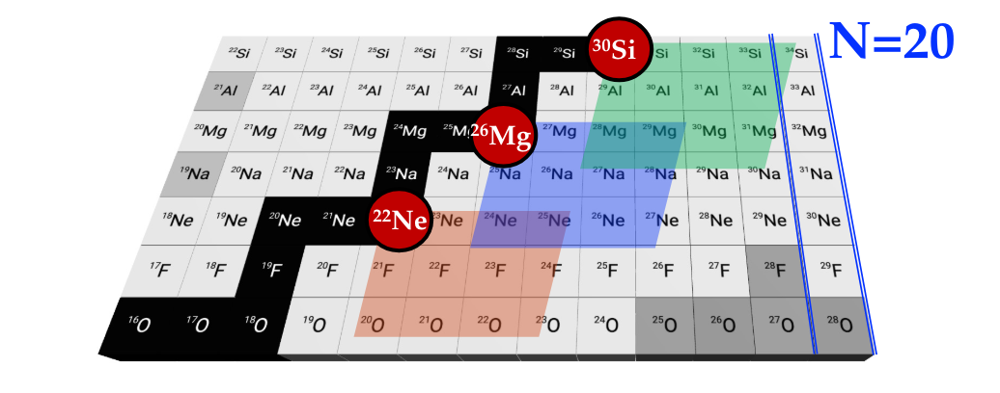 N=20
²²Si ²³Si ²⁴Si ²⁵Si ²⁶Si ²⁷Si ²⁸Si ²⁹Si ³⁰Si Si ³²Si ³³Si ³⁴Si
²¹Al ²²Al ²³Al ²⁴Al ²⁵Al ²⁶Al ²⁷Al ²⁸Al ²⁹Al ³⁰Al ³¹Al ³²Al ³³Al
²⁰Mg ²¹Mg ²²Mg ²³Mg ²⁴Mg ²⁵Mg ²⁶Mg ²⁷Mg ²⁸Mg ²⁹Mg ³⁰Mg ³¹Mg ³²Mg
¹⁹Na ²⁰Na ²¹Na ²²Na ²³Na ²⁴Na ²⁵Na ²⁶Na ²⁷Na ²⁸Na ²⁹Na ³⁰Na ³¹Na
¹⁸Ne ¹⁹Ne ²⁰Ne ²¹Ne ²²Ne ²³Ne ²⁴Ne ²⁵Ne ²⁶Ne ²⁷Ne ²⁸Ne ²⁹Ne ³⁰Ne
¹⁷F ¹⁸F ¹⁹F ²⁰F ²¹F ²²F ²³F ²⁴F ²⁵F ²⁶F ²⁷F ²⁸F ²⁹F
¹⁶O ¹⁷O ¹⁸O ¹⁹O ²⁰O ²¹O ²²O ²³O ²⁴O ²⁵O ²⁶O ²⁷O ²⁸O